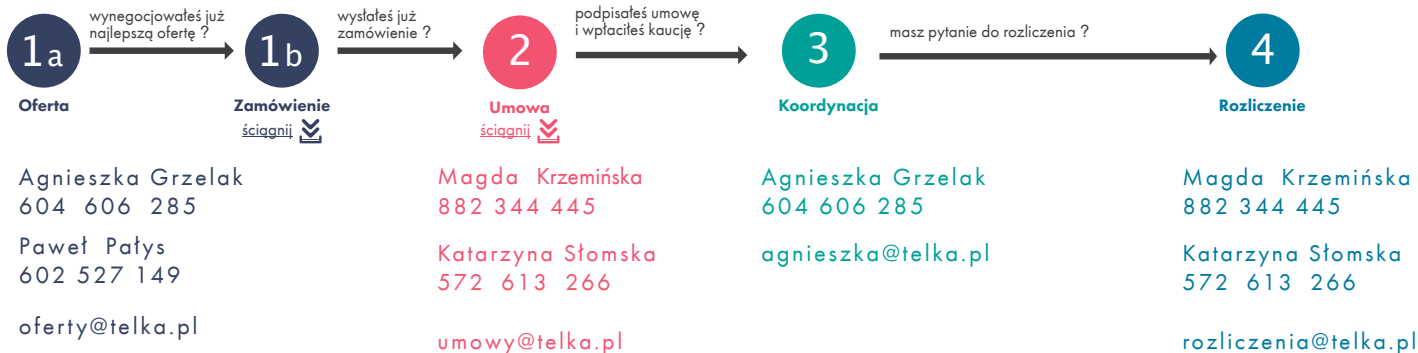 1a
wynegocjowałeś już
najlepszą ofertę ?
1b
wysłałeś już
zamówienie ?
2
podpisałeś umowę
i wpłaciłeś kaucję ?
3
masz pytanie do rozliczenia ?
4
Oferta
Zamówienie
ściągnij
Umowa
ściągnij
Koordynacja
Rozliczenie
Agnieszka Grzelak
604 606 285
Paweł Pałys
602 527 149
oferty@telka.pl
Magda Krzemińska
882 344 445
Katarzyna Słomska
572 613 266
umowy@telka.pl
Agnieszka Grzelak
604 606 285
agnieszka@telka.pl
Magda Krzemińska
882 344 445
Katarzyna Słomska
572 613 266
rozliczenia@telka.pl